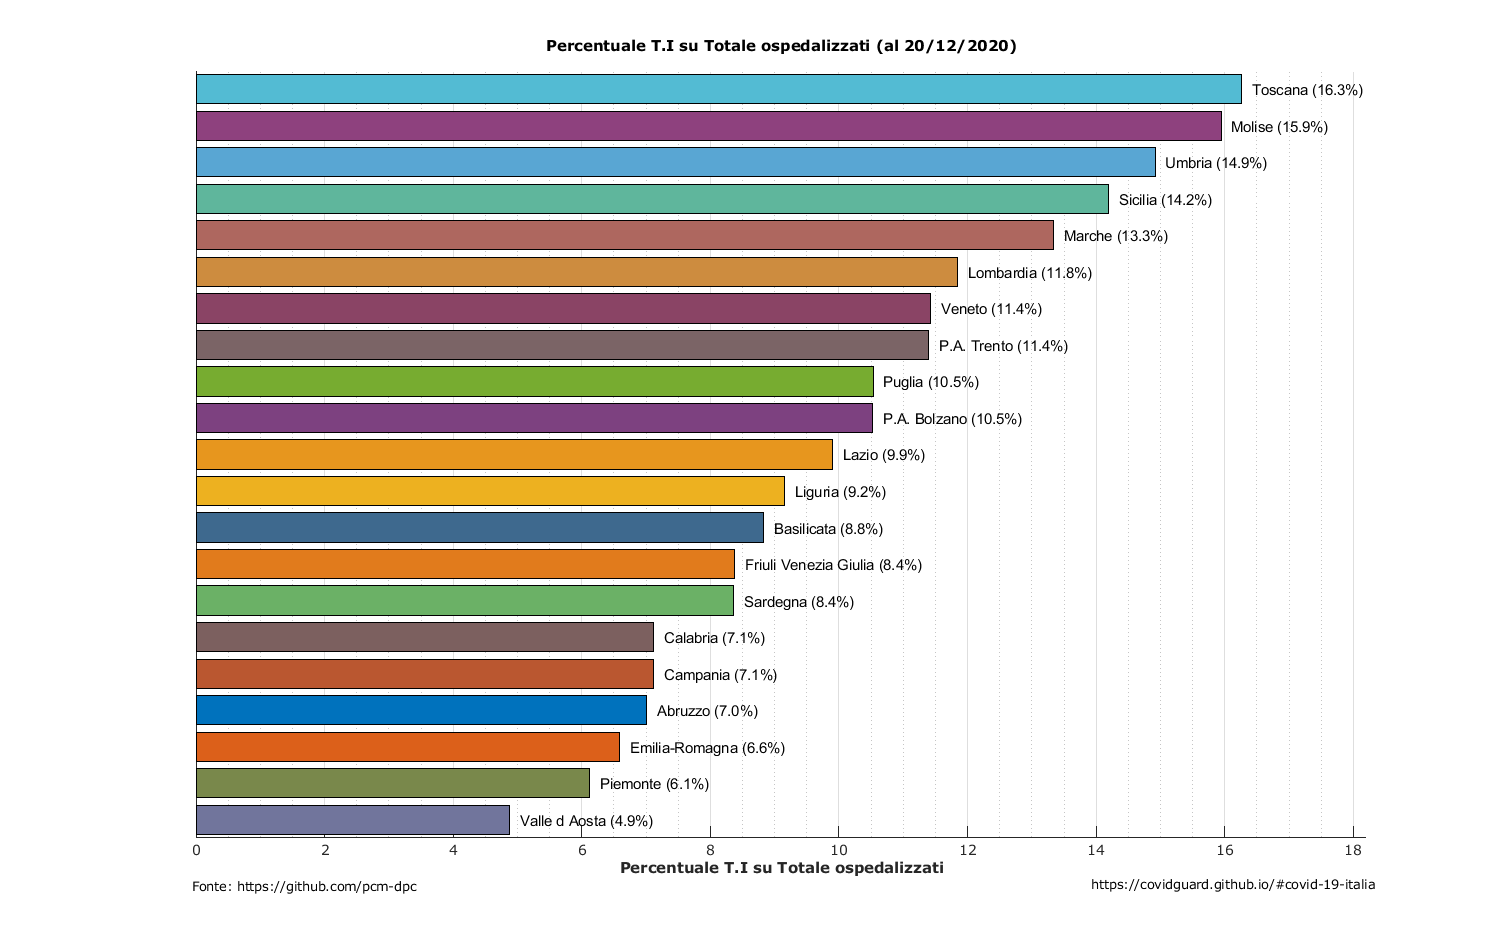 Percentuale T.I su Totale ospedalizzati (al 20/12/2020)
Toscana (16.3%)
Molise (15.9%)
Umbria (14.9%)
Sicilia (14.2%)
Marche (13.3%)
Lombardia (11.8%)
Veneto (11.4%)
P.A. Trento (11.4%)
Puglia (10.5%)
P.A. Bolzano (10.5%)
Lazio (9.9%)
Liguria (9.2%)
Basilicata (8.8%)
Friuli Venezia Giulia (8.4%)
Sardegna (8.4%)
Calabria (7.1%)
Campania (7.1%)
Abruzzo (7.0%)
Emilia-Romagna (6.6%)
Piemonte (6.1%)
Valle d Aosta (4.9%)
0 2 4 6 8 10 12 14 16 18
Percentuale T.I su Totale ospedalizzati
Fonte: https://github.com/pcm-dpc
https://covidguard.github.io/#covid-19-italia